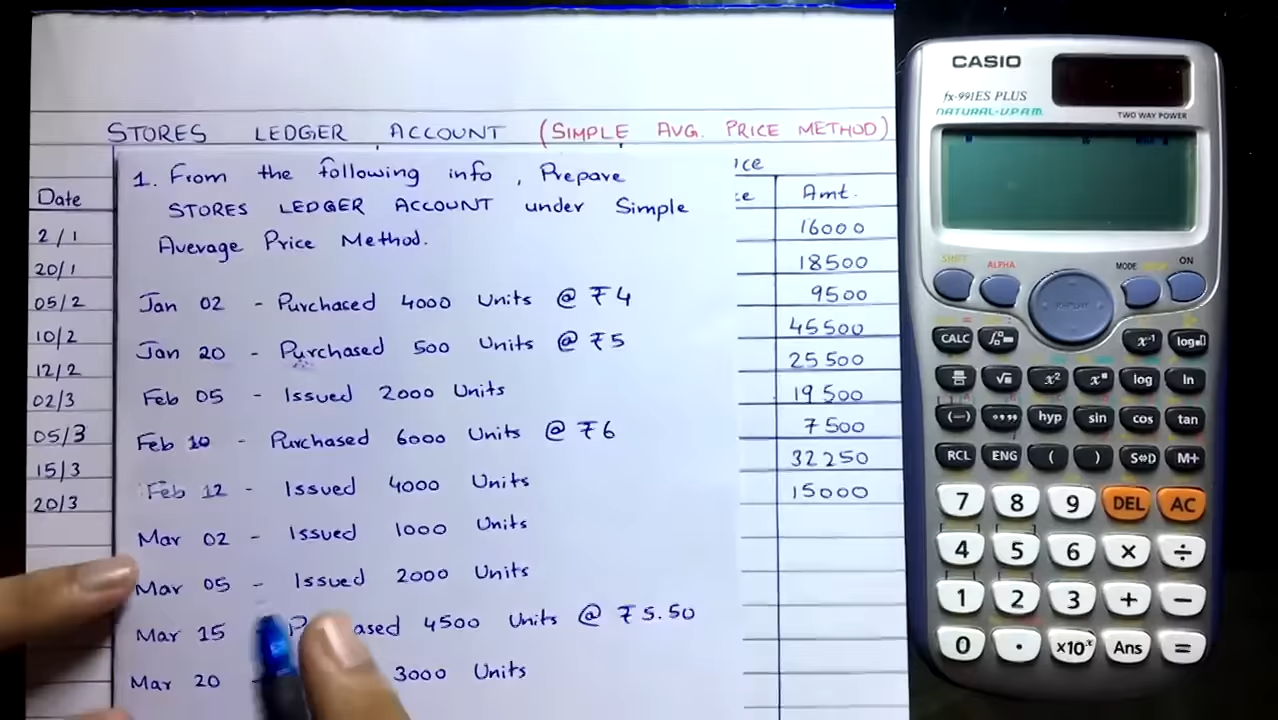 STORES LEDGER ACCOUNT (SIMPLE AVG. PRICE METHOD)
1. From the following info, Prepare
STORES LEDGER ACCOUNT under Simple
Average Price Method.
Jan 02 - Purchased 4000 Units @ ₹4
Jan 20 - Purchased 500 Units @ ₹5
Feb 05 - Issued 2000 Units
Feb 10 - Purchased 6000 Units @ ₹6
Feb 12 - Issued 4000 Units
Mar 02 - Issued 1000 Units
Mar 05 - Issued 2000 Units
Mar 15 4500 Units @ ₹5.50
Mar 20 - 3000 Units
Date
2/1
20/1
05/2
10/2
12/2
02/3
05/3
15/3
20/3
Amt.
16000
18500
9500
45500
25500
19500
7500
32250
15000
CASIO
fx-991ES PLUS
NATURAL-V.P.A.M.
TWO WAY POWER
SHIFT ALPHA MODE ON
REPLAY
CALC x⁻¹ log
√ x² log ln
(−) hyp sin cos tan
RCL ENG ( ) S⇔D M+
7 8 9 DEL AC
4 5 6 × ÷
1 2 3 + −
0 . ×10ˣ Ans =